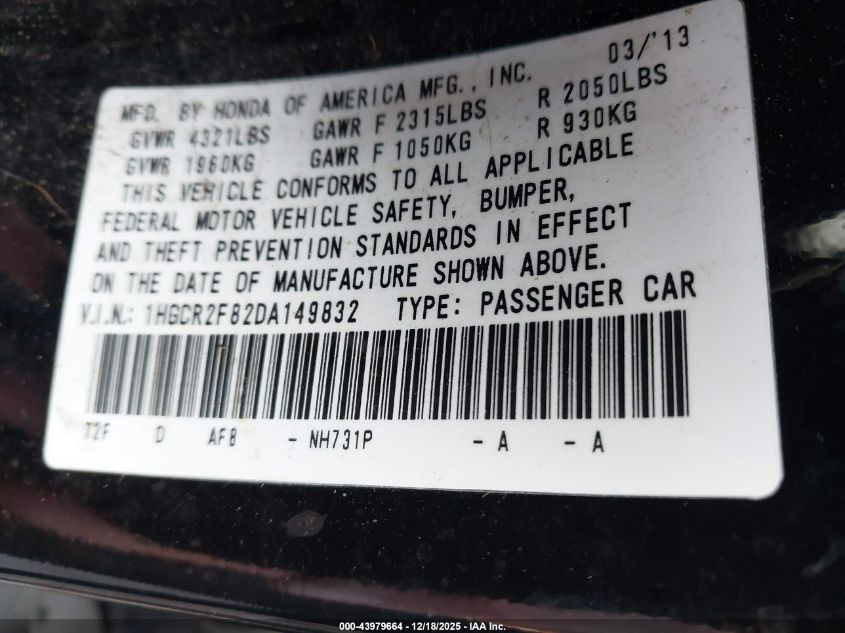 MFD. BY HONDA OF AMERICA MFG., INC. 03/'13
GVWR 4321LBS GAWR F 2315LBS R 2050LBS
GVWR 1960KG GAWR F 1050KG R 930KG
THIS VEHICLE CONFORMS TO ALL APPLICABLE
FEDERAL MOTOR VEHICLE SAFETY, BUMPER,
AND THEFT PREVENTION STANDARDS IN EFFECT
ON THE DATE OF MANUFACTURE SHOWN ABOVE.
V.I.N.: 1HGCR2F82DA149832 TYPE: PASSENGER CAR
T2F D AF8 - NH731P - A - A
000-43979664 - 12/18/2025 - IAA Inc.